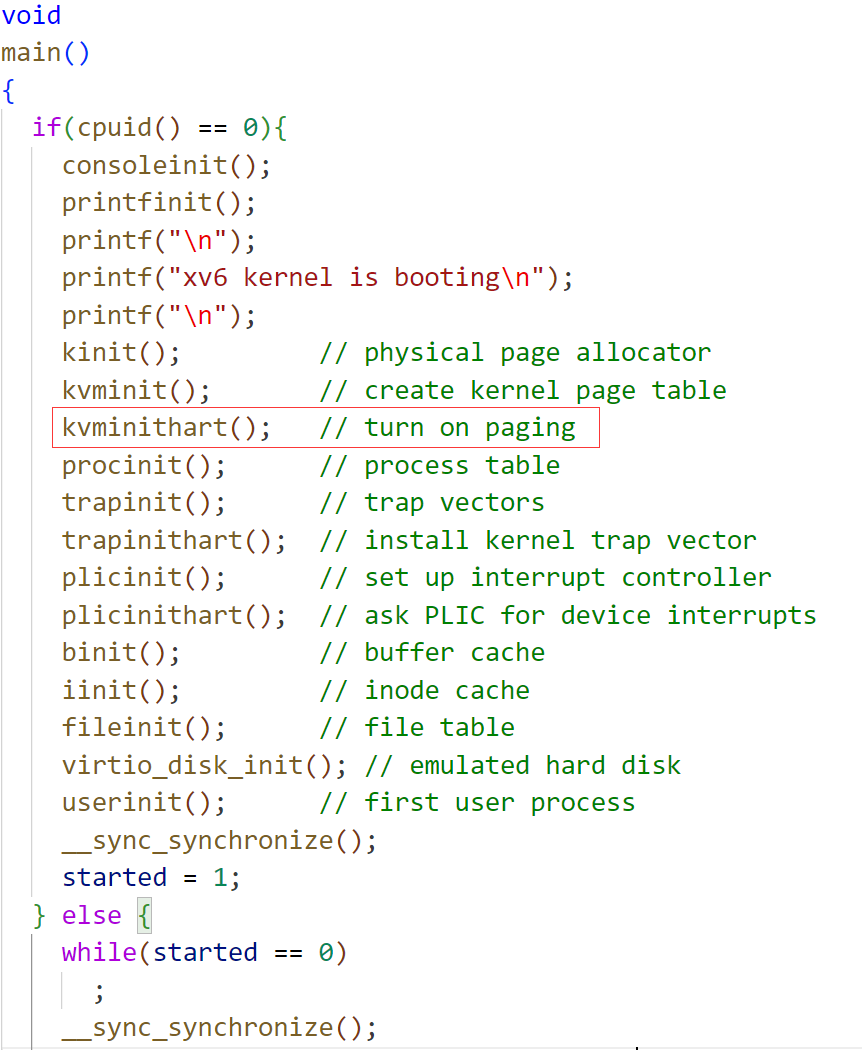 void
main()
{
  if(cpuid() == 0){
    consoleinit();
    printfinit();
    printf("\n");
    printf("xv6 kernel is booting\n");
    printf("\n");
    kinit();         // physical page allocator
    kvminit();       // create kernel page table
    kvminithart();   // turn on paging
    procinit();      // process table
    trapinit();      // trap vectors
    trapinithart();  // install kernel trap vector
    plicinit();      // set up interrupt controller
    plicinithart();  // ask PLIC for device interrupts
    binit();         // buffer cache
    iinit();         // inode cache
    fileinit();      // file table
    virtio_disk_init(); // emulated hard disk
    userinit();      // first user process
    __sync_synchronize();
    started = 1;
  } else {
    while(started == 0)
      ;
    __sync_synchronize();